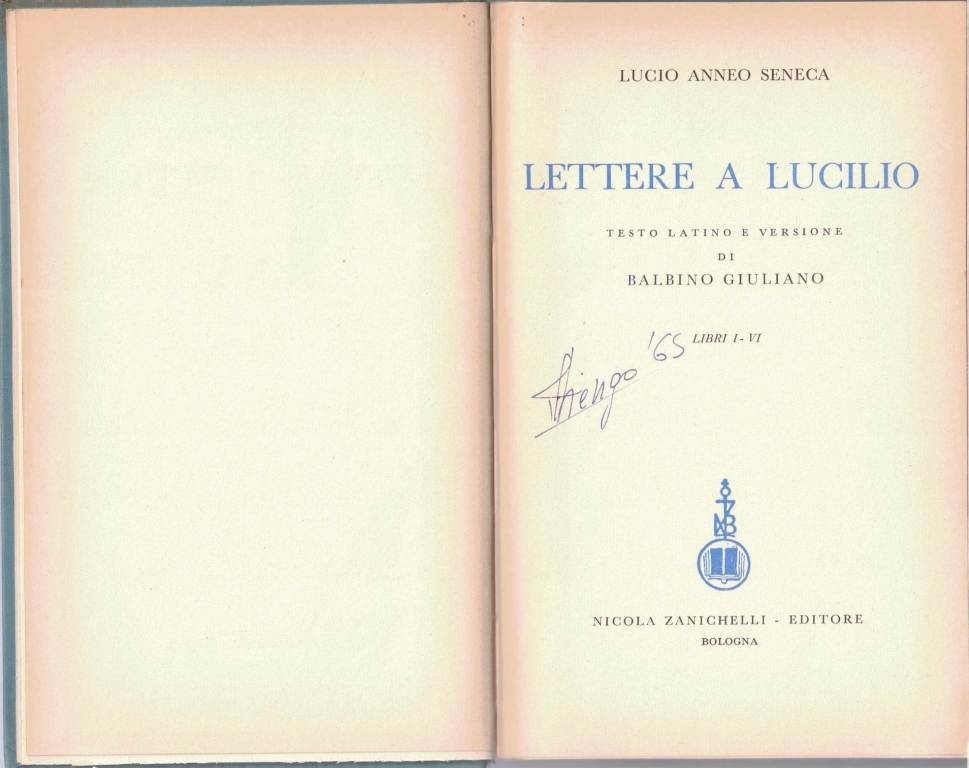 LUCIO ANNEO SENECA
LETTERE A LUCILIO
TESTO LATINO E VERSIONE
DI
BALBINO GIULIANO
LIBRI I - VI
'65
NICOLA ZANICHELLI - EDITORE
BOLOGNA